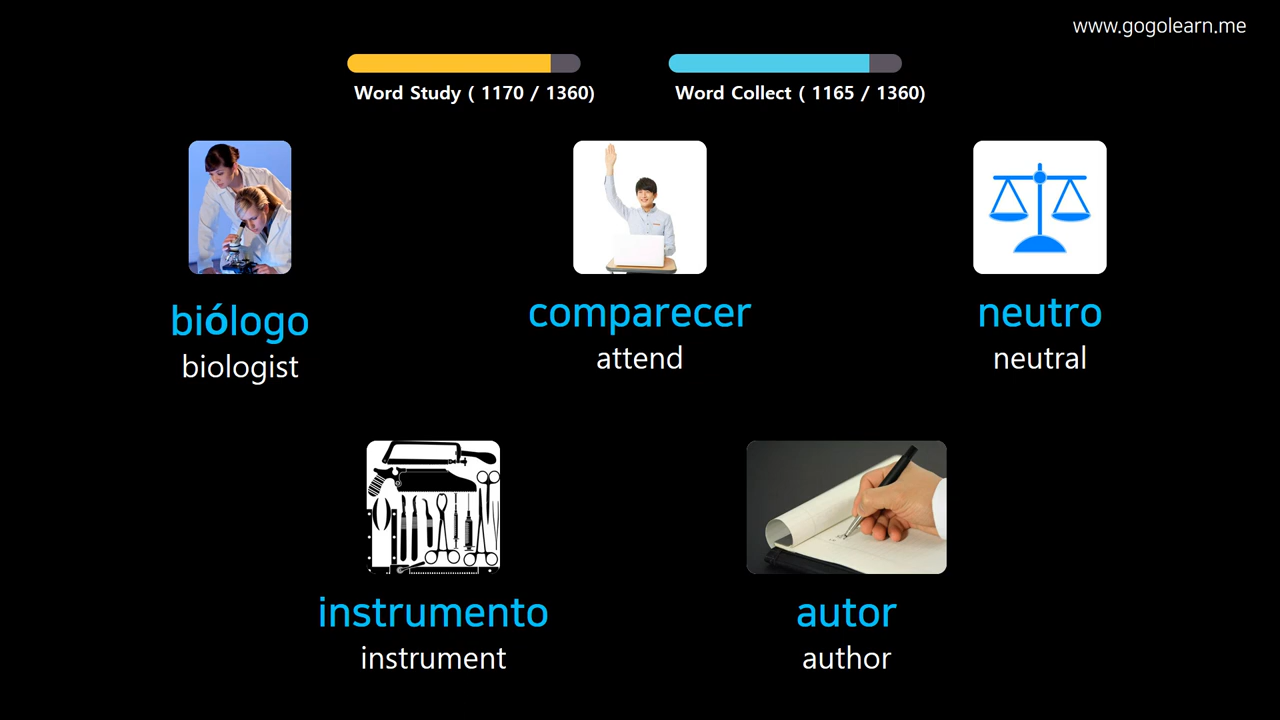 www.gogolearn.me
Word Study ( 1170 / 1360)
Word Collect ( 1165 / 1360)
biólogo
biologist
comparecer
attend
neutro
neutral
instrumento
instrument
autor
author